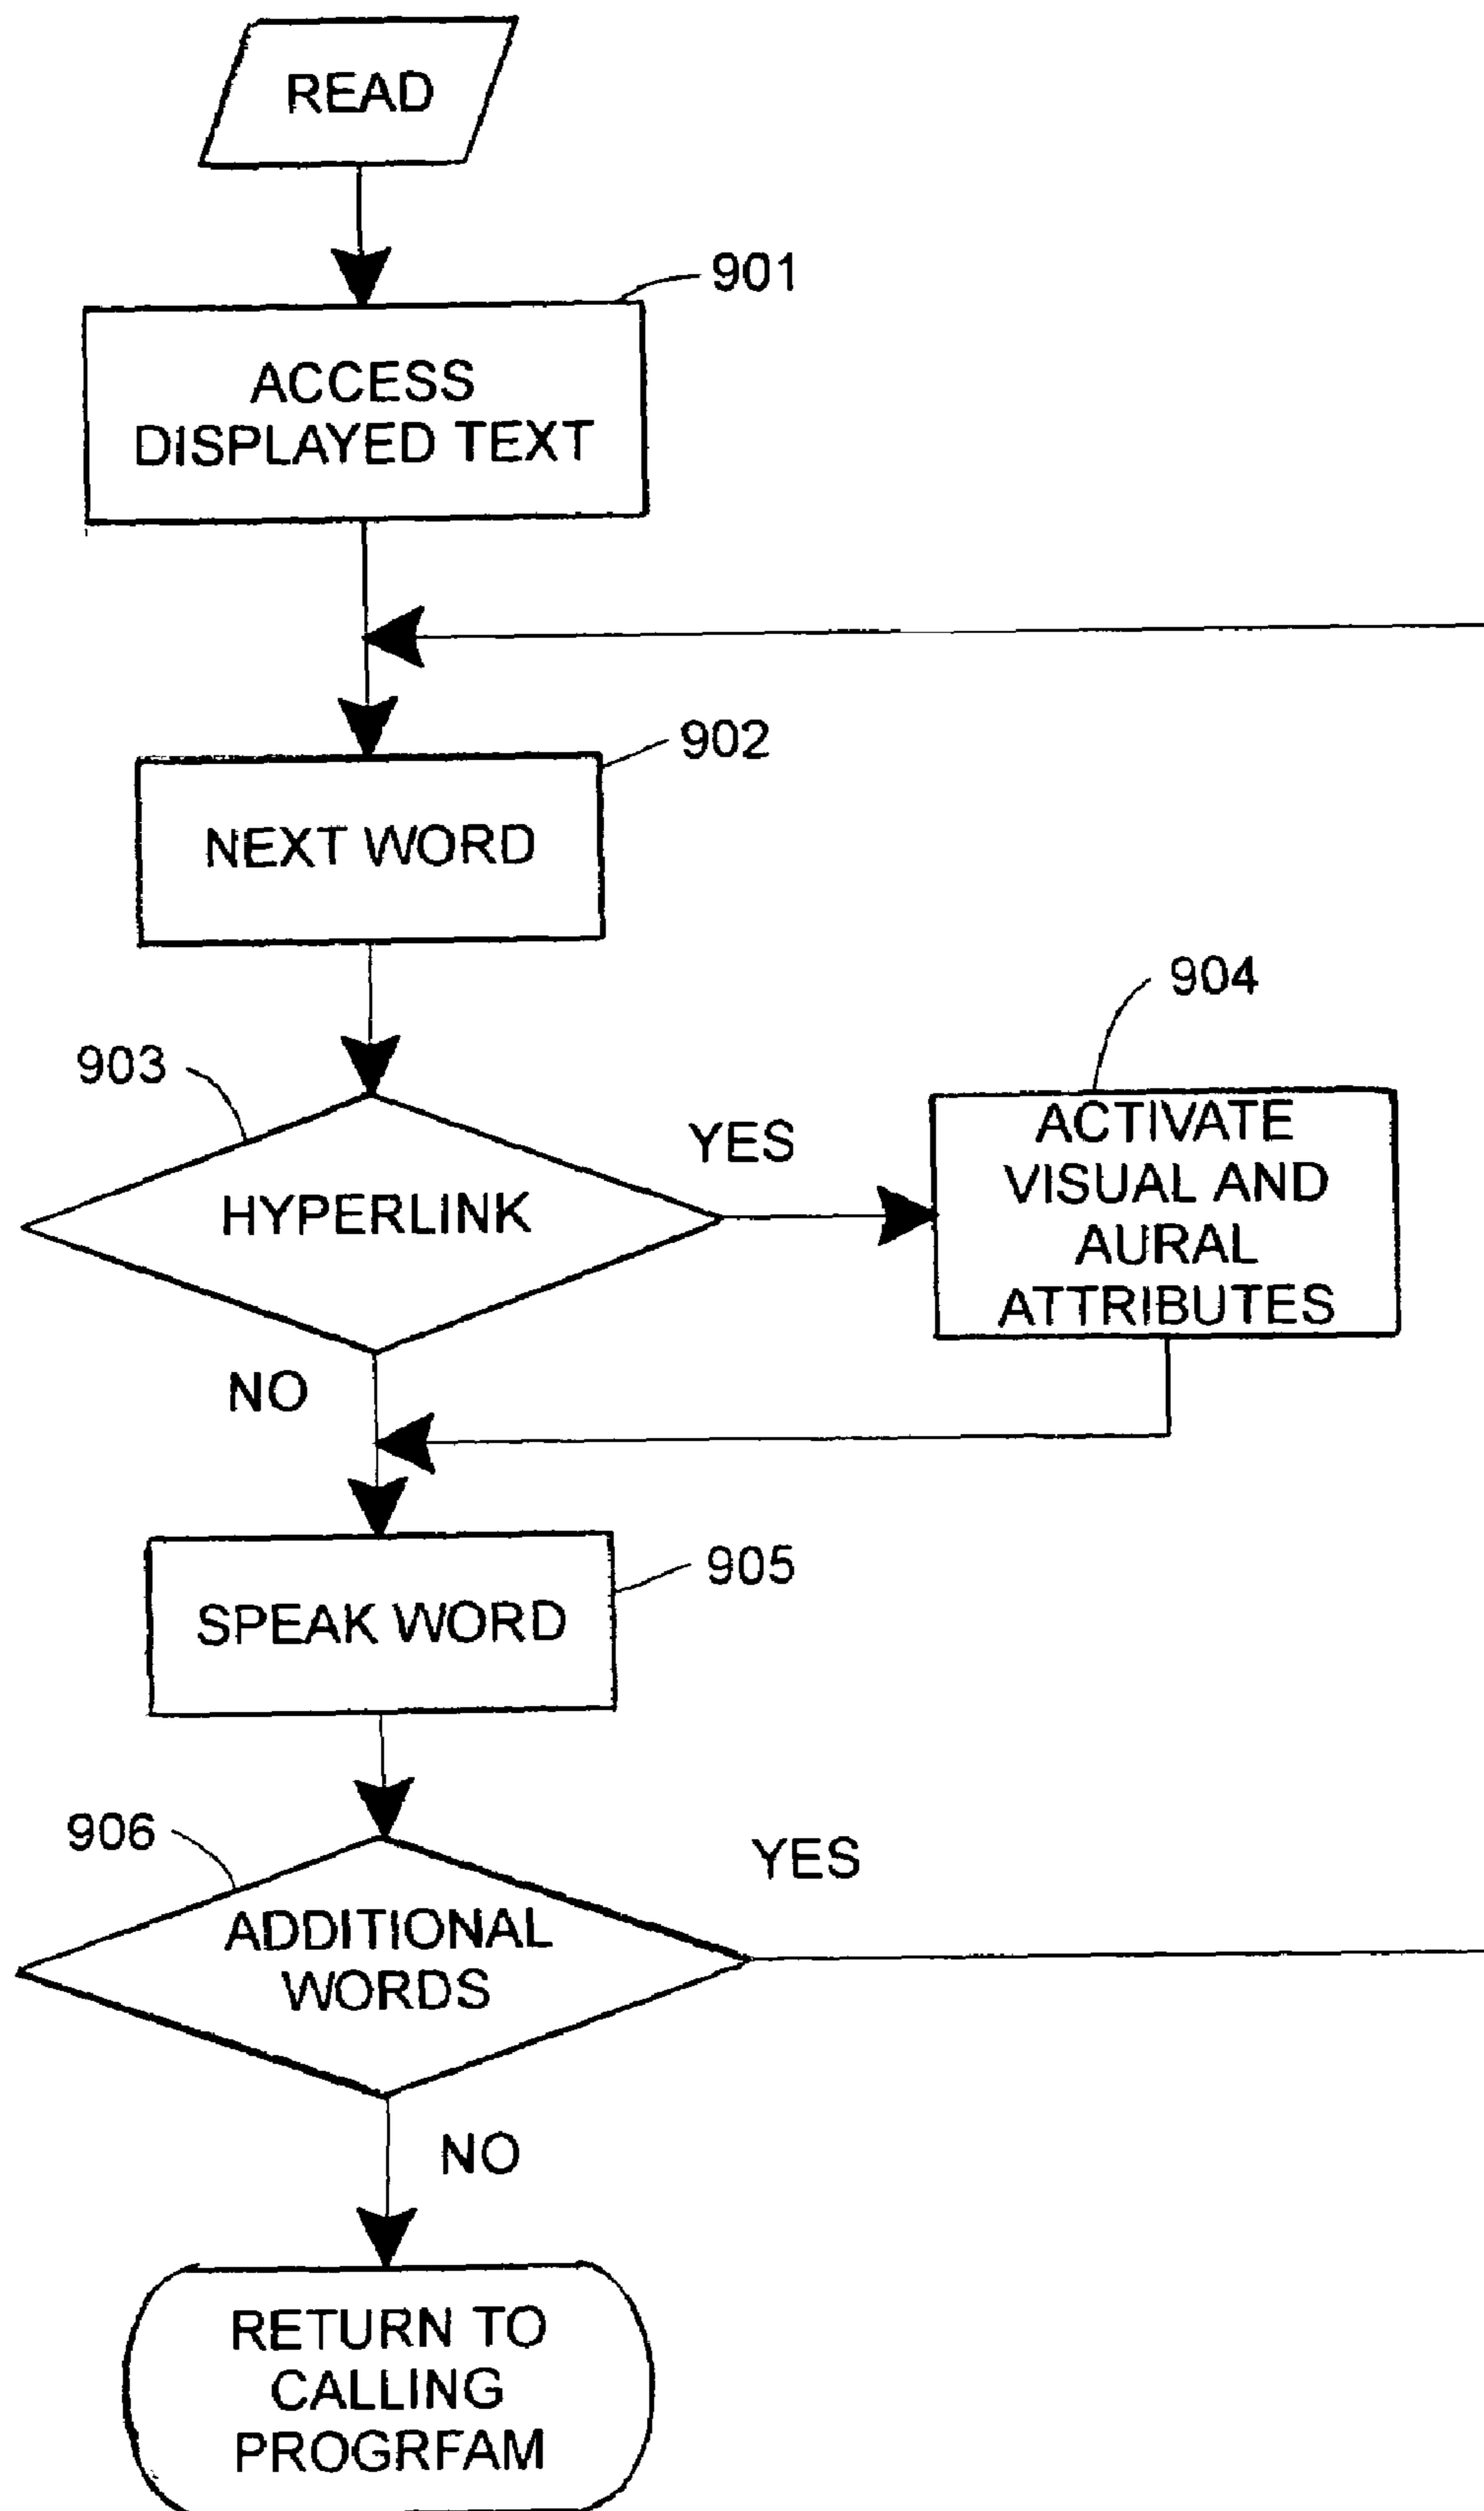 READ
901
ACCESS
DISPLAYED TEXT
902
NEXT WORD
904
903
YES
ACTIVATE
VISUAL AND
AURAL
ATTRIBUTES
HYPERLINK
NO
905
SPEAK WORD
906
YES
ADDITIONAL
WORDS
NO
RETURN TO
CALLING
PROGRFAM